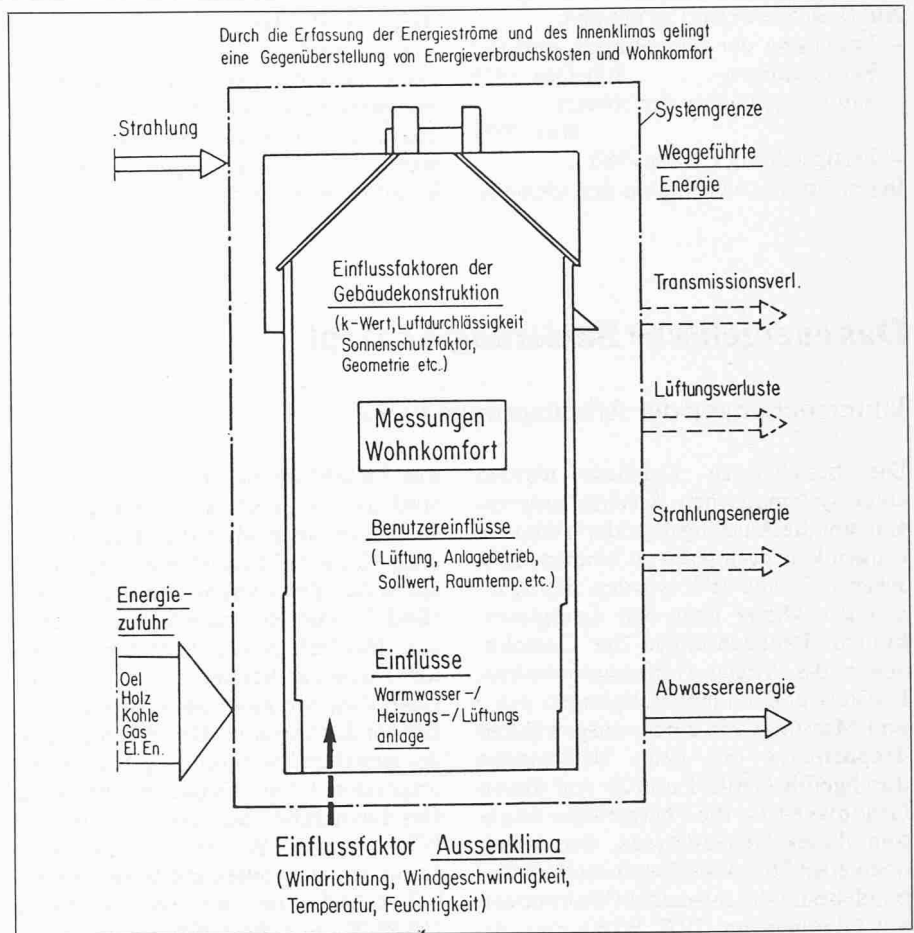 Durch die Erfassung der Energieströme und des Innenklimas gelingt
eine Gegenüberstellung von Energieverbrauchskosten und Wohnkomfort
Strahlung
Systemgrenze
Weggeführte
Energie
Einflussfaktoren der
Gebäudekonstruktion
(k-Wert, Luftdurchlässigkeit
Sonnenschutzfaktor,
Geometrie etc.)
Transmissionsverl.
Messungen
Wohnkomfort
Lüftungsverluste
Benutzereinflüsse
(Lüftung, Anlagebetrieb,
Sollwert, Raumtemp. etc.)
Strahlungsenergie
Energie-
zufuhr
Oel
Holz
Kohle
Gas
El. En.
Einflüsse
Warmwasser-/
Heizungs-/Lüftungs
anlage
Abwasserenergie
Einflussfaktor Aussenklima
(Windrichtung, Windgeschwindigkeit,
Temperatur, Feuchtigkeit)